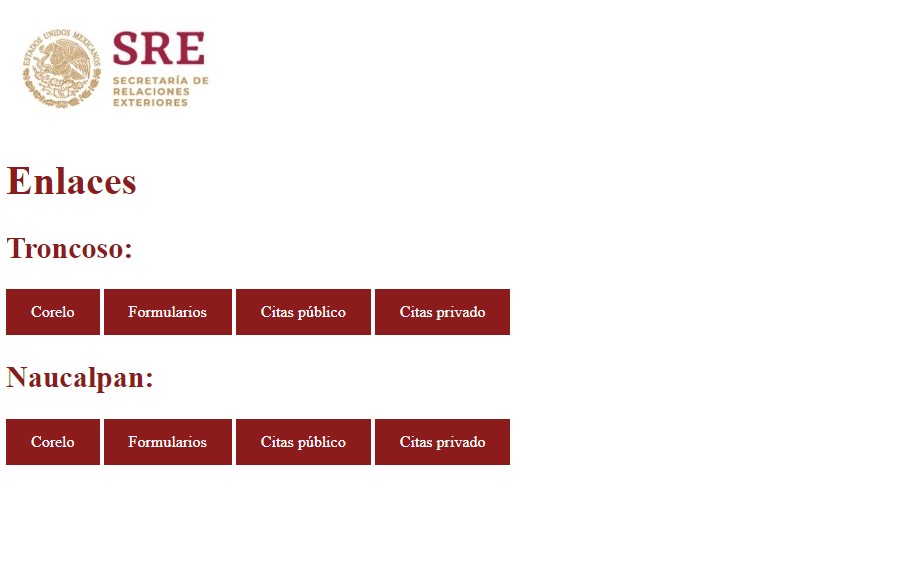 ESTADOS UNIDOS MEXICANOS
SRE
SECRETARÍA DE
RELACIONES
EXTERIORES
Enlaces
Troncoso:
Corelo Formularios Citas público Citas privado
Naucalpan:
Corelo Formularios Citas público Citas privado